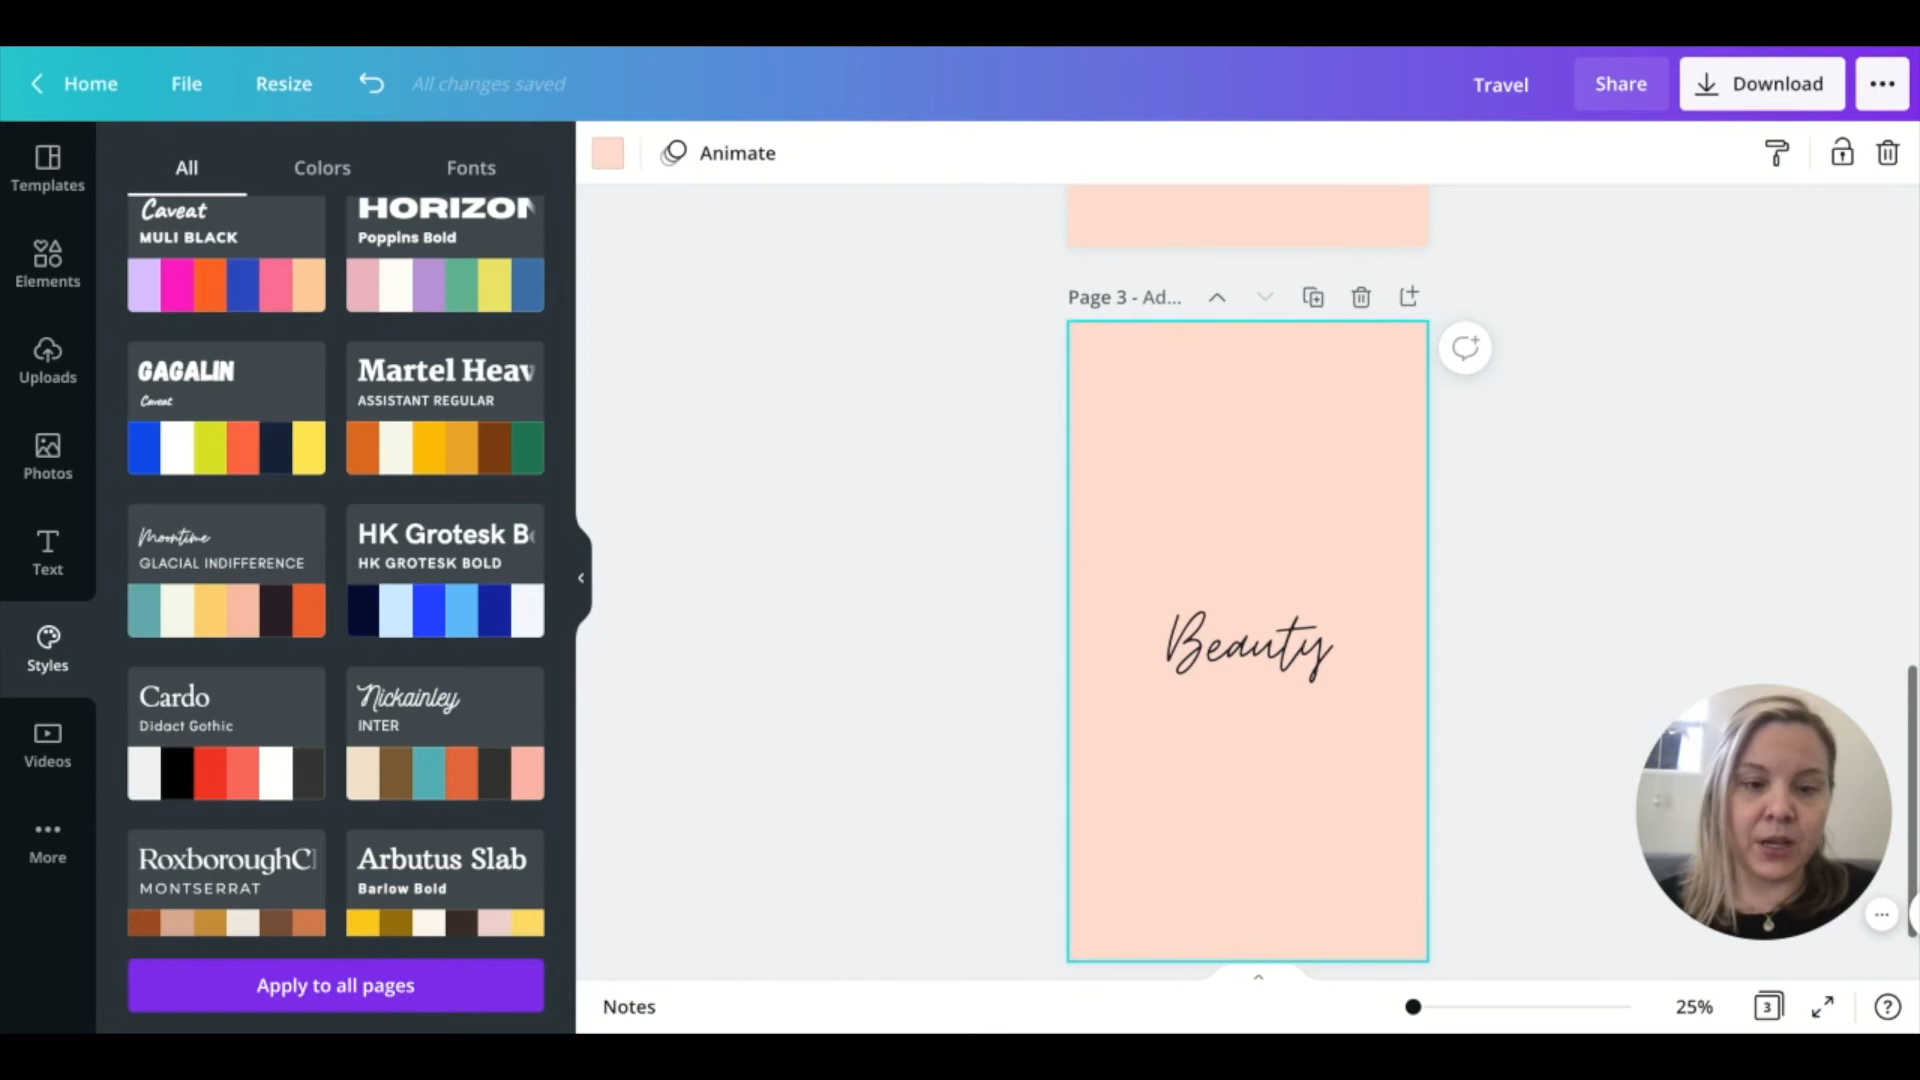 Home
File
Resize
All changes saved
Travel
Share
Download
Templates
Elements
Uploads
Photos
Text
Styles
Videos
More
All
Colors
Fonts
Caveat
MULI BLACK
HORIZON
Poppins Bold
GAGALIN
Caveat
Martel Heav
ASSISTANT REGULAR
Moontime
GLACIAL INDIFFERENCE
HK Grotesk B
HK GROTESK BOLD
Cardo
Didact Gothic
Nickainley
INTER
RoxboroughC
MONTSERRAT
Arbutus Slab
Barlow Bold
Apply to all pages
Animate
Page 3 - Ad...
Beauty
Notes
25%
3
?